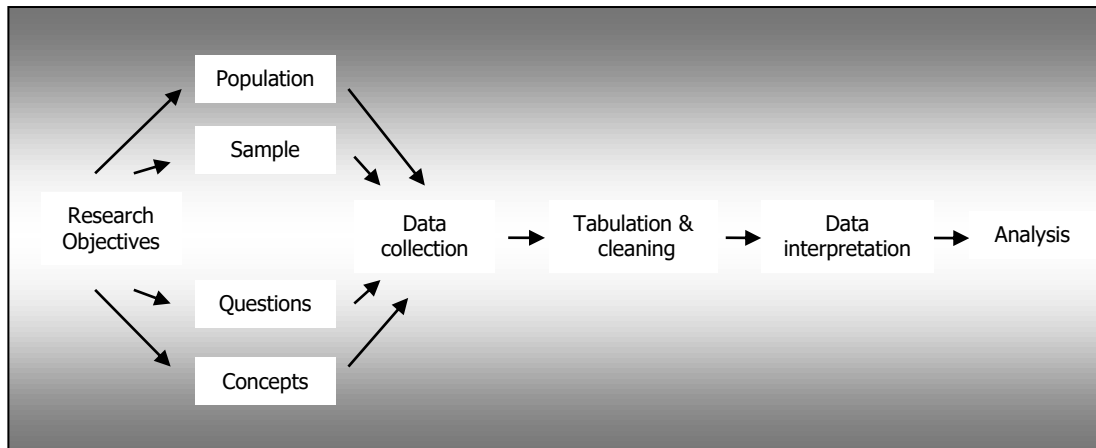 Population
Sample
Research
Objectives
Questions
Concepts
Data
collection
Tabulation &
cleaning
Data
interpretation
Analysis